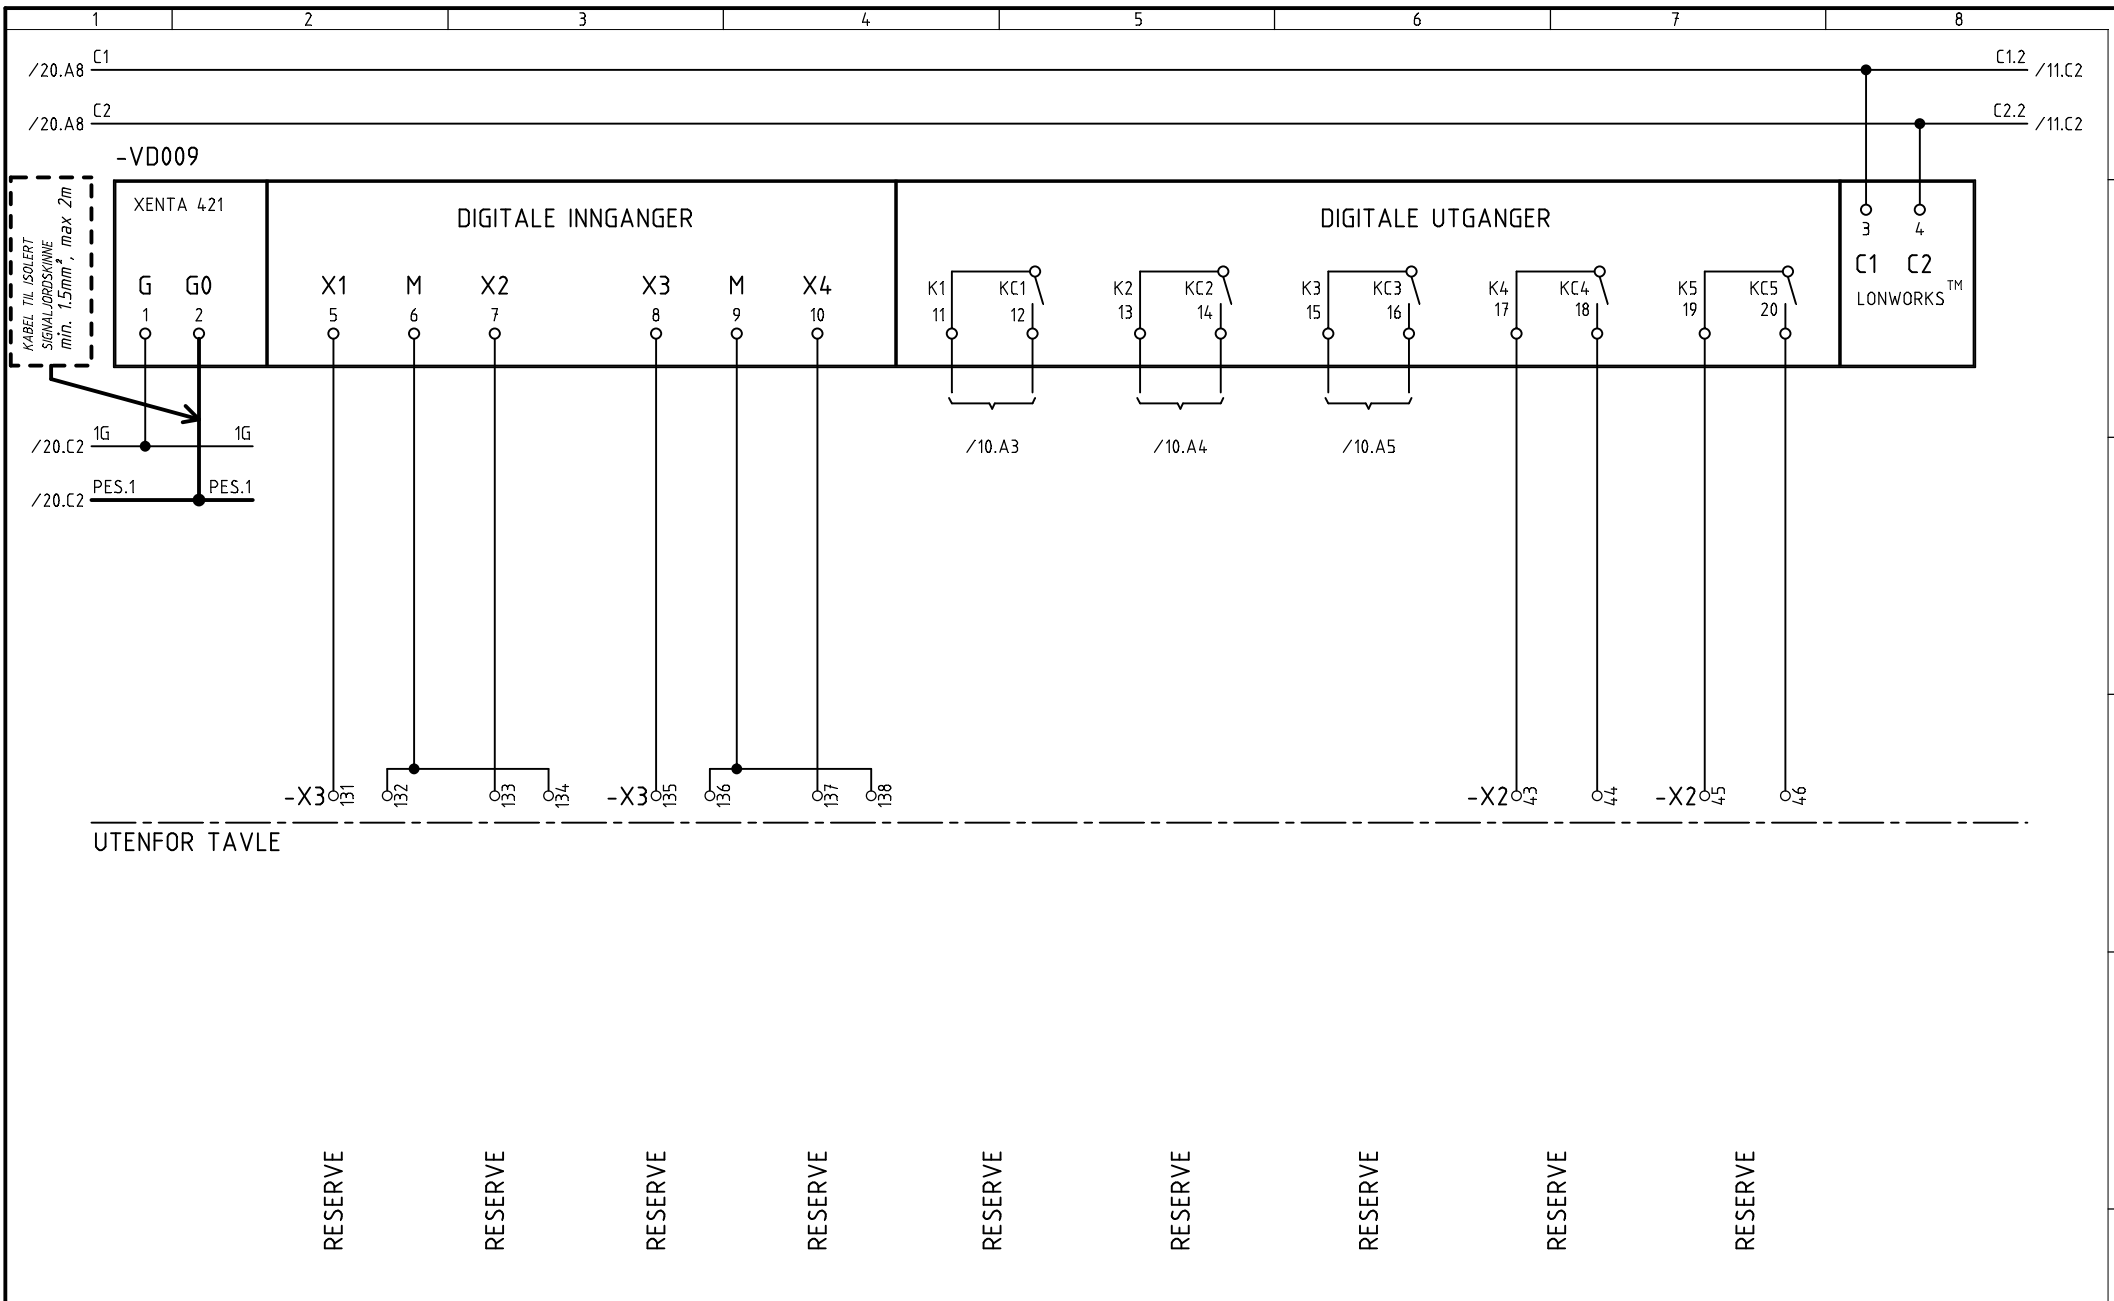 1 2 3 4 5 6 7 8
C1 C1.2
/20.A8 /11.C2
C2 C2.2
/20.A8 /11.C2
-VD009
KABEL TIL ISOLERT
SIGNALJORDSKINNE
min. 1.5mm², max 2m
XENTA 421
DIGITALE INNGANGER
DIGITALE UTGANGER
G G0 X1 M X2 X3 M X4
1 2 5 6 7 8 9 10
K1 KC1 K2 KC2 K3 KC3 K4 KC4 K5 KC5
11 12 13 14 15 16 17 18 19 20
3 4
C1 C2
LONWORKS™
1G 1G
/20.C2
/10.A3 /10.A4 /10.A5
PES.1 PES.1
/20.C2
-X3 131 132 133 134 -X3 135 136 137 138 -X2 43 44 -X2 45 46
UTENFOR TAVLE
RESERVE
RESERVE
RESERVE
RESERVE
RESERVE
RESERVE
RESERVE
RESERVE
RESERVE